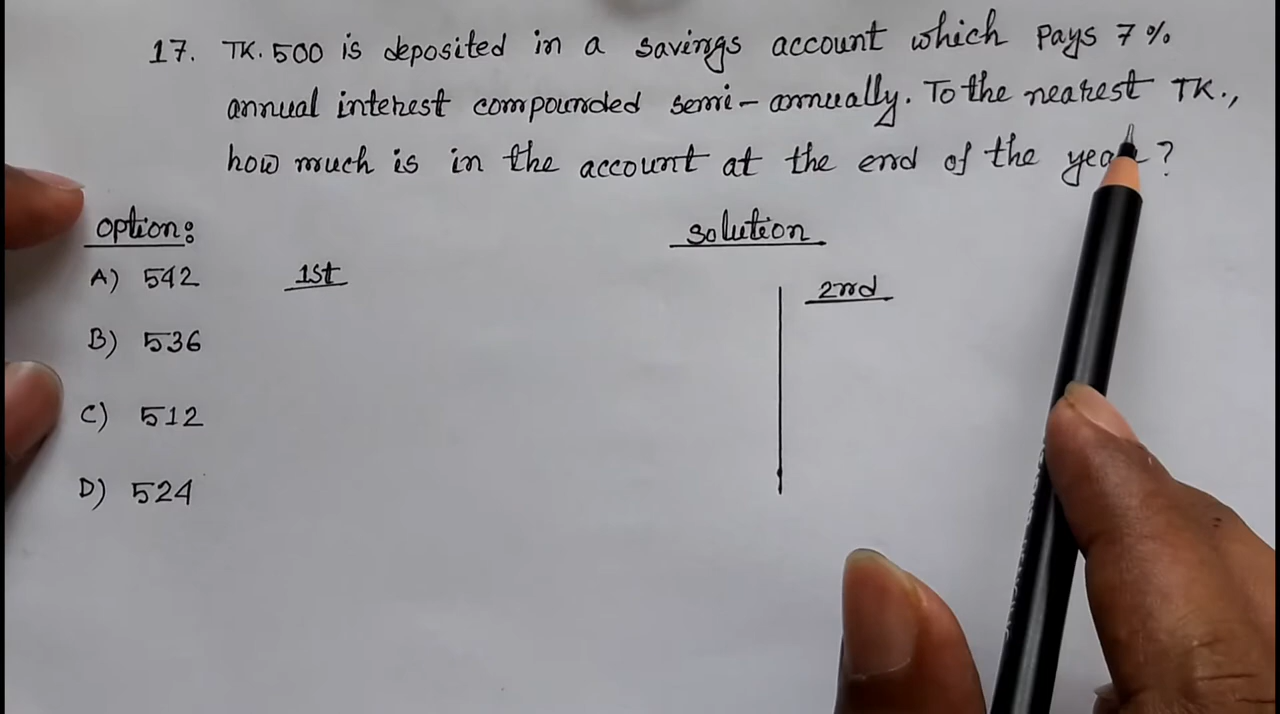 17. TK. 500 is deposited in a savings account which pays 7%
annual interest compounded semi-annually. To the nearest TK.,
how much is in the account at the end of the year?
option:
solution
A) 542
1st
2nd
B) 536
C) 512
D) 524